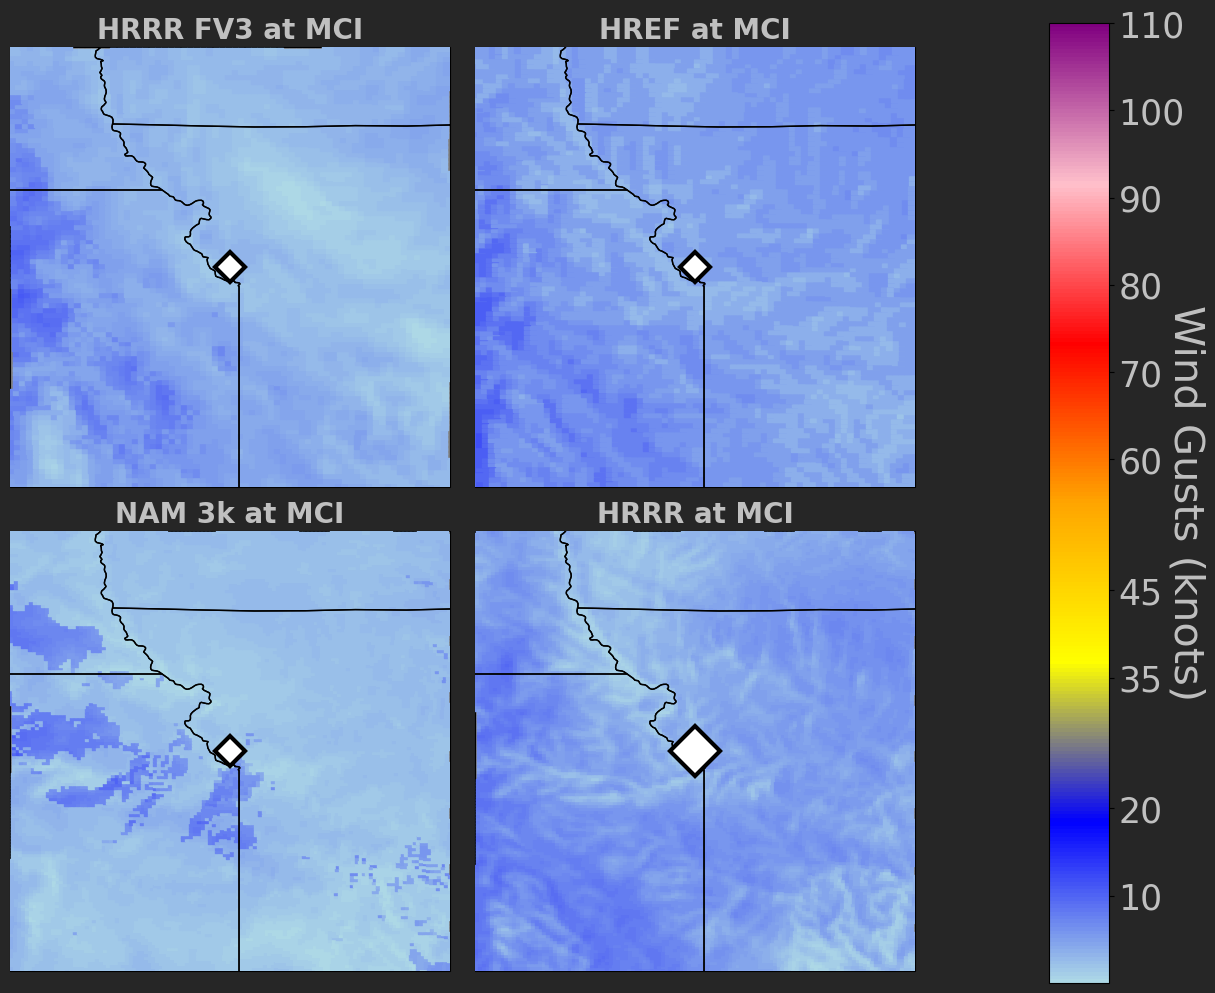 HRRR FV3 at MCI
HREF at MCI
NAM 3k at MCI
HRRR at MCI
110
100
90
80
70
60
45
35
20
10
Wind Gusts (knots)